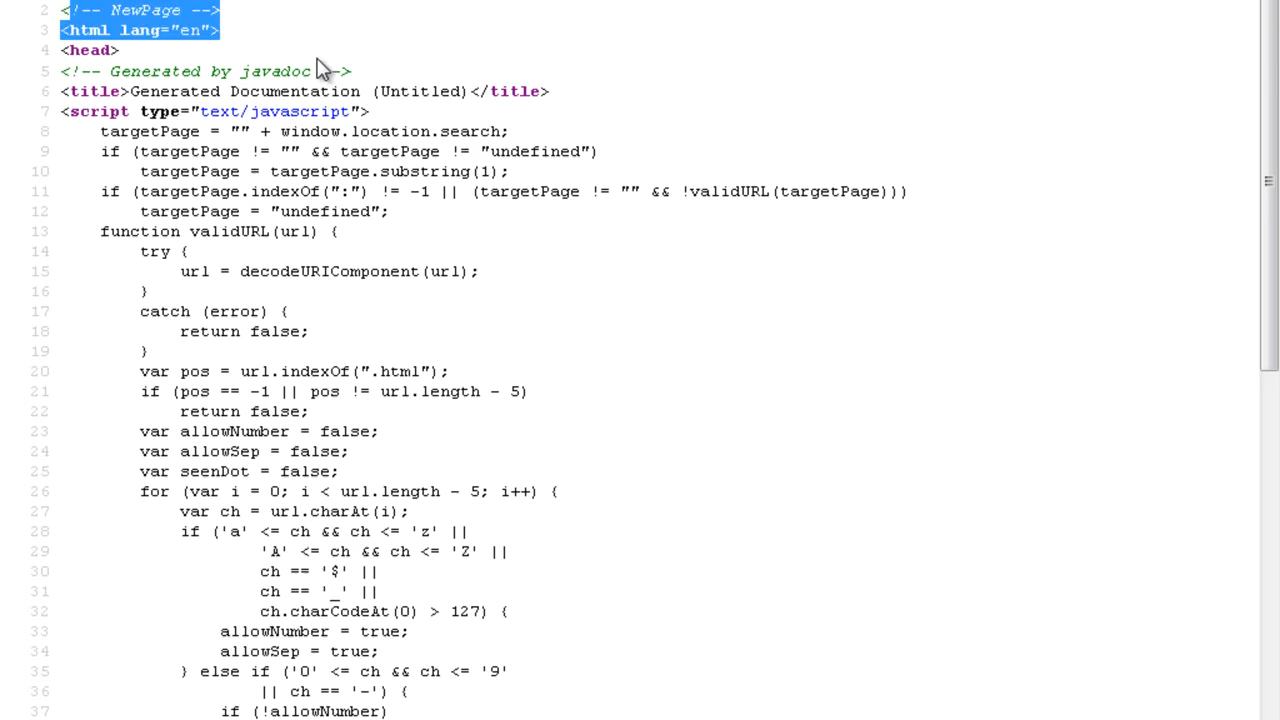 2 <!-- NewPage -->
3 <html lang="en">
4 <head>
5 <!-- Generated by javadoc -->
6 <title>Generated Documentation (Untitled)</title>
7 <script type="text/javascript">
8 targetPage = "" + window.location.search;
9 if (targetPage != "" && targetPage != "undefined")
10 targetPage = targetPage.substring(1);
11 if (targetPage.indexOf(":") != -1 || (targetPage != "" && !validURL(targetPage)))
12 targetPage = "undefined";
13 function validURL(url) {
14 try {
15 url = decodeURIComponent(url);
16 }
17 catch (error) {
18 return false;
19 }
20 var pos = url.indexOf(".html");
21 if (pos == -1 || pos != url.length - 5)
22 return false;
23 var allowNumber = false;
24 var allowSep = false;
25 var seenDot = false;
26 for (var i = 0; i < url.length - 5; i++) {
27 var ch = url.charAt(i);
28 if ('a' <= ch && ch <= 'z' ||
29 'A' <= ch && ch <= 'Z' ||
30 ch == '$' ||
31 ch == '_' ||
32 ch.charCodeAt(0) > 127) {
33 allowNumber = true;
34 allowSep = true;
35 } else if ('0' <= ch && ch <= '9'
36 || ch == '-') {
37 if (!allowNumber)